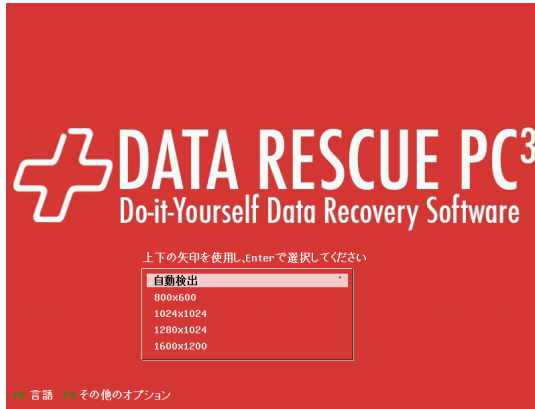 DATA RESCUE PC³
Do-it-Yourself Data Recovery Software
上下の矢印を使用し、Enterで選択してください
自動検出
800x600
1024x1024
1280x1024
1600x1200
F2 言語 F3 その他のオプション